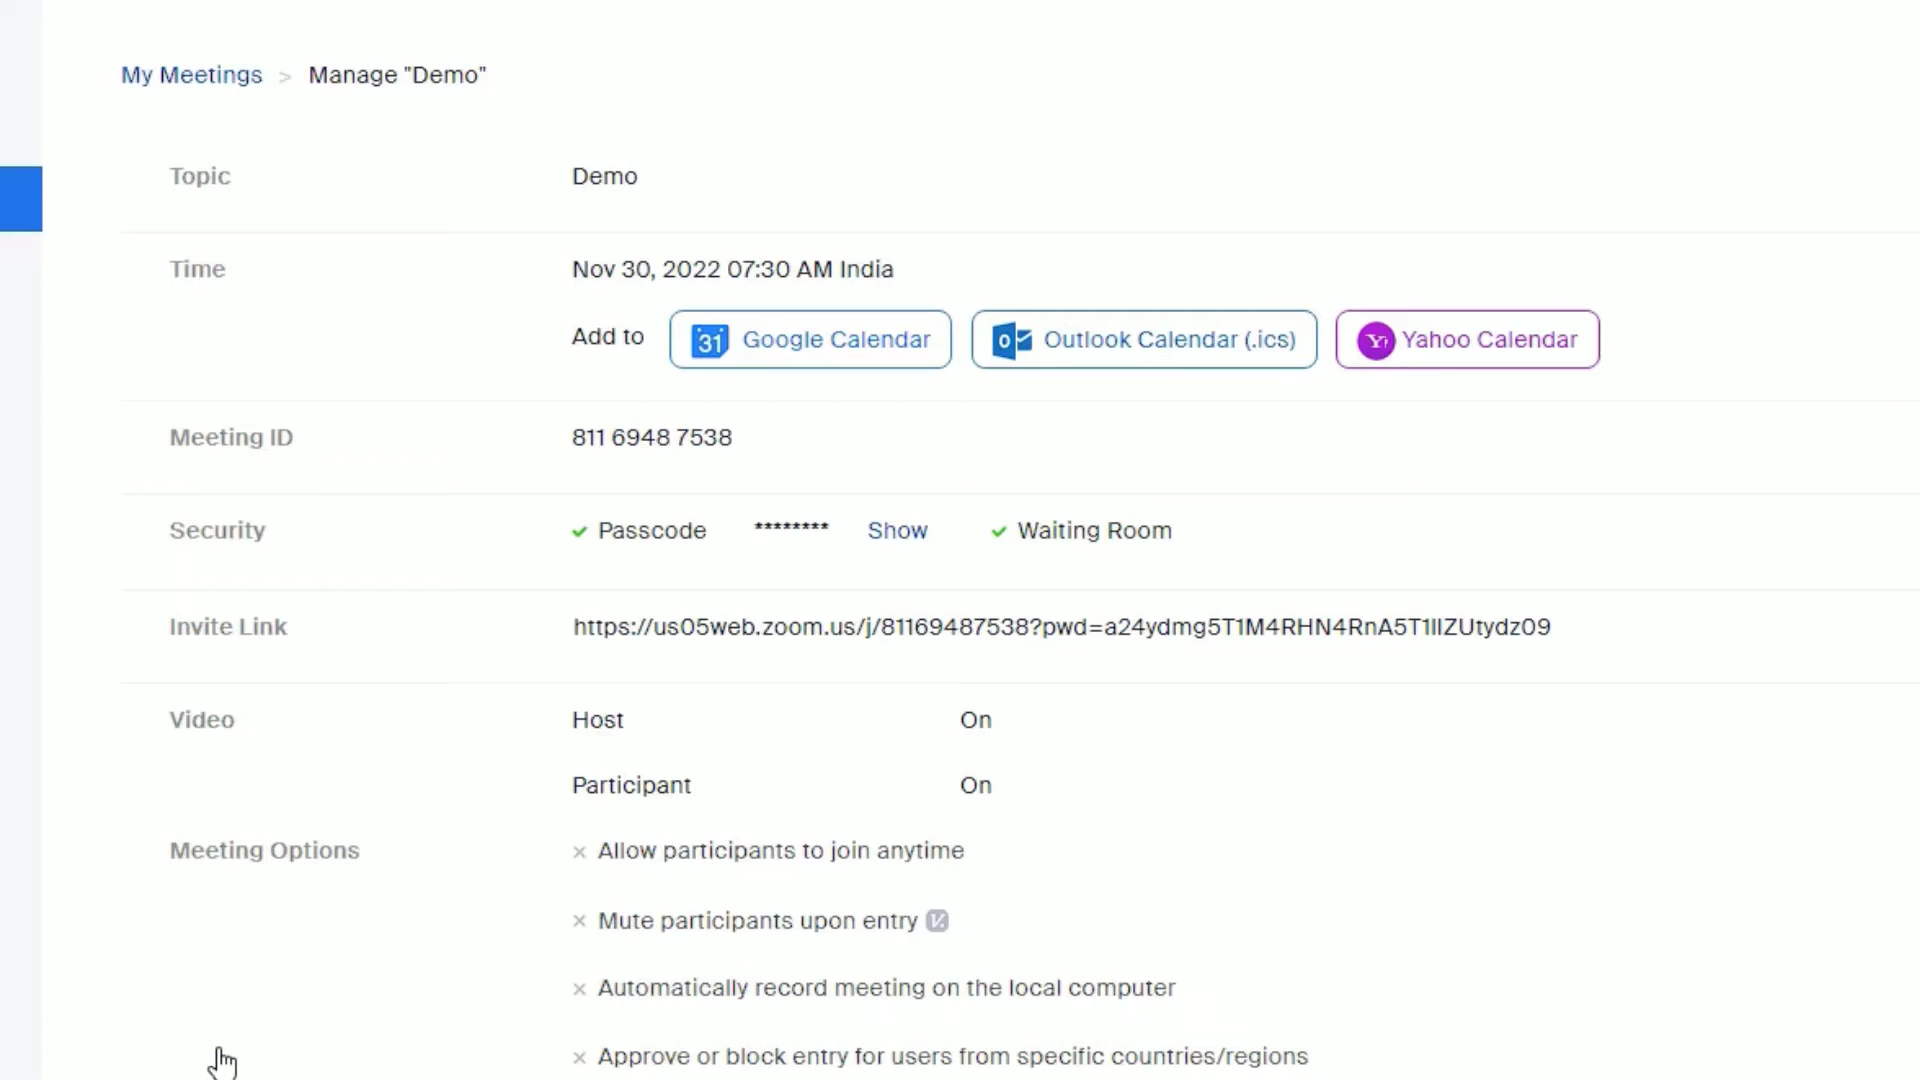 My Meetings > Manage "Demo"
Topic Demo
Time Nov 30, 2022 07:30 AM India
Add to 31 Google Calendar Outlook Calendar (.ics) Yahoo Calendar
Meeting ID 811 6948 7538
Security Passcode ******** Show Waiting Room
Invite Link https://us05web.zoom.us/j/81169487538?pwd=a24ydmg5T1M4RHN4RnA5T1lIZUtydz09
Video Host On
Participant On
Meeting Options × Allow participants to join anytime
× Mute participants upon entry
× Automatically record meeting on the local computer
× Approve or block entry for users from specific countries/regions